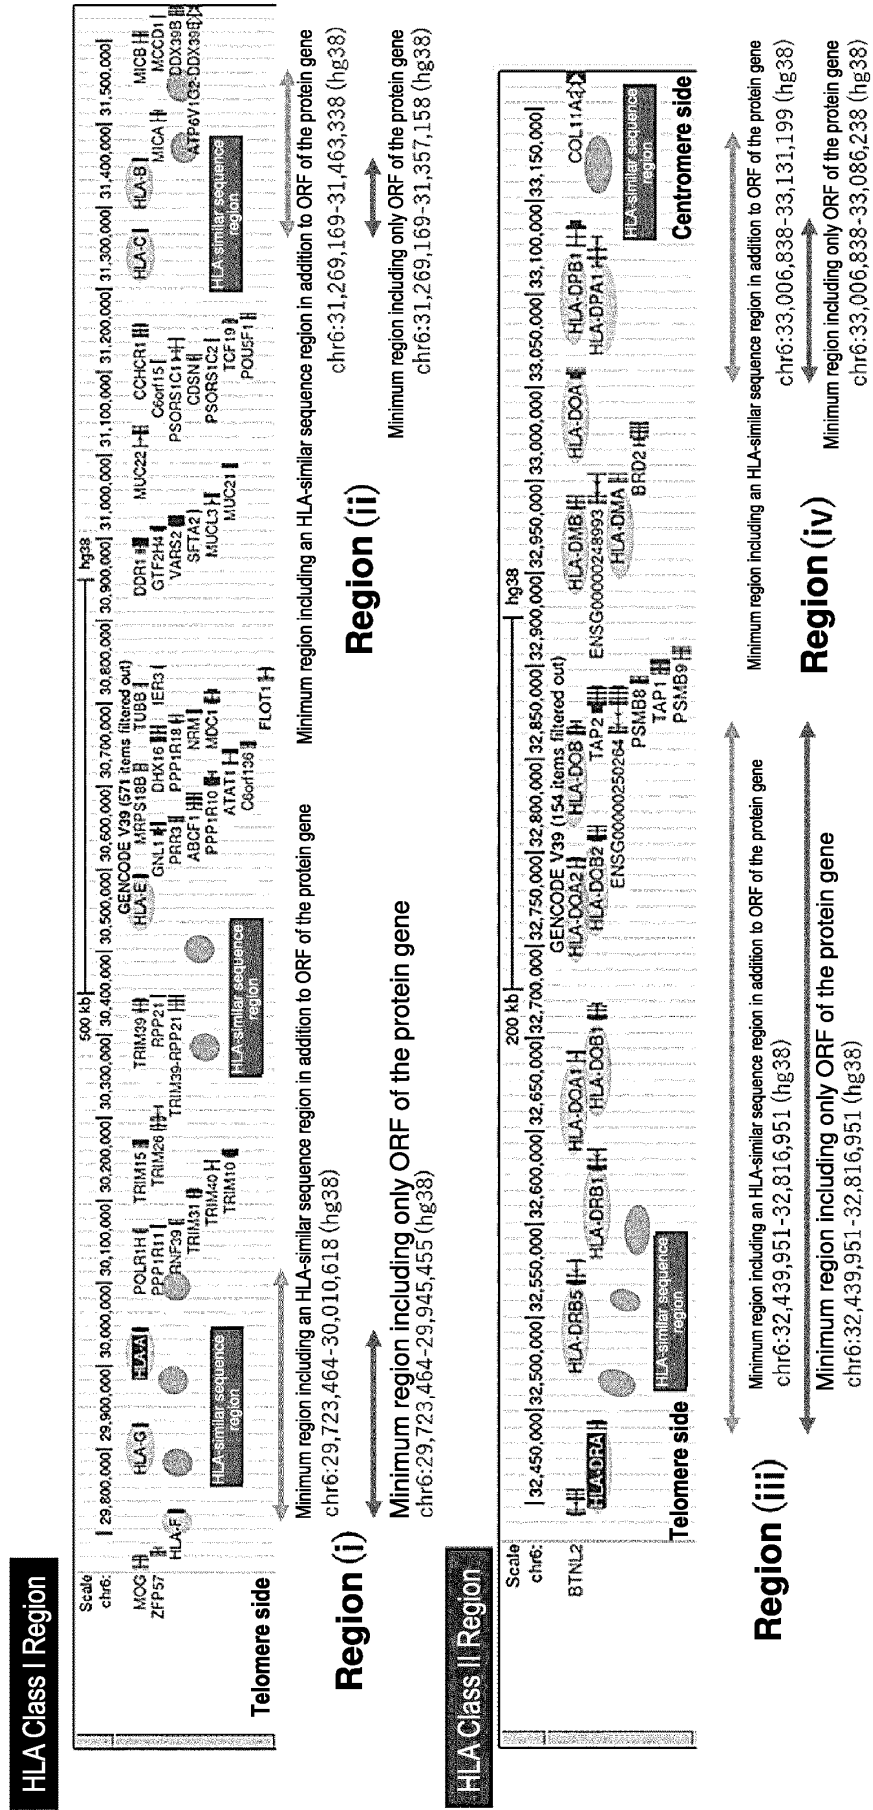 HLA Class I Region
Scale
chr6:
500 kb
hg38
29,800,000|
29,900,000|
30,000,000|
30,100,000|
30,200,000|
30,300,000|
30,400,000|
30,500,000|
30,600,000|
30,700,000|
30,800,000|
30,900,000|
31,000,000|
31,100,000|
31,200,000|
31,300,000|
31,400,000|
31,500,000|
GENCODE V39 (571 items filtered out)
MOG
ZFP57
HLA-F
HLA-G
HLA-A
POLR1H
PPP1R11
RNF39
TRIM31
TRIM40
TRIM10
TRIM15
TRIM26
TRIM39
RPP21
TRIM39-RPP21
HLA-E
GNL1
PRR3
ABCF1
PPP1R10
ATAT1
C6orf136
MRPS18B
DHX16
PPP1R18
NRM
MDC1
TUBB
IER3
FLOT1
DDR1
GTF2H4
VARS2
SFTA2
MUCL3
MUC21
MUC22
CCHCR1
C6orf15
PSORS1C1
CDSN
PSORS1C2
TCF19
POU5F1
HLA-C
HLA-B
MICA
MICB
MCCD1
DDX39B
ATP6V1G2-DDX39B
HLA-similar sequence
region
HLA-similar sequence
region
HLA-similar sequence
region
Telomere side
Region (i)
Minimum region including an HLA-similar sequence region in addition to ORF of the protein gene
chr6:29,723,464-30,010,618 (hg38)
Minimum region including only ORF of the protein gene
chr6:29,723,464-29,945,455 (hg38)
Region (ii)
Minimum region including an HLA-similar sequence region in addition to ORF of the protein gene
chr6:31,269,169-31,463,338 (hg38)
Minimum region including only ORF of the protein gene
chr6:31,269,169-31,357,158 (hg38)
HLA Class II Region
Scale
chr6:
200 kb
hg38
32,450,000|
32,500,000|
32,550,000|
32,600,000|
32,650,000|
32,700,000|
32,750,000|
32,800,000|
32,850,000|
32,900,000|
32,950,000|
33,000,000|
33,050,000|
33,100,000|
33,150,000|
GENCODE V39 (154 items filtered out)
BTNL2
HLA-DRA
HLA-DRB5
HLA-DRB1
HLA-DQA1
HLA-DQB1
HLA-DQA2
HLA-DQB2
ENSG00000250264
HLA-DOB
TAP2
PSMB8
TAP1
PSMB9
HLA-DMB
ENSG00000248993
HLA-DMA
BRD2
HLA-DOA
HLA-DPB1
HLA-DPA1
COL11A2
HLA-similar sequence
region
HLA-similar sequence
region
Telomere side
Centromere side
Region (iii)
Minimum region including an HLA-similar sequence region in addition to ORF of the protein gene
chr6:32,439,951-32,816,951 (hg38)
Minimum region including only ORF of the protein gene
chr6:32,439,951-32,816,951 (hg38)
Region (iv)
Minimum region including an HLA-similar sequence region in addition to ORF of the protein gene
chr6:33,006,838-33,131,199 (hg38)
Minimum region including only ORF of the protein gene
chr6:33,006,838-33,086,238 (hg38)